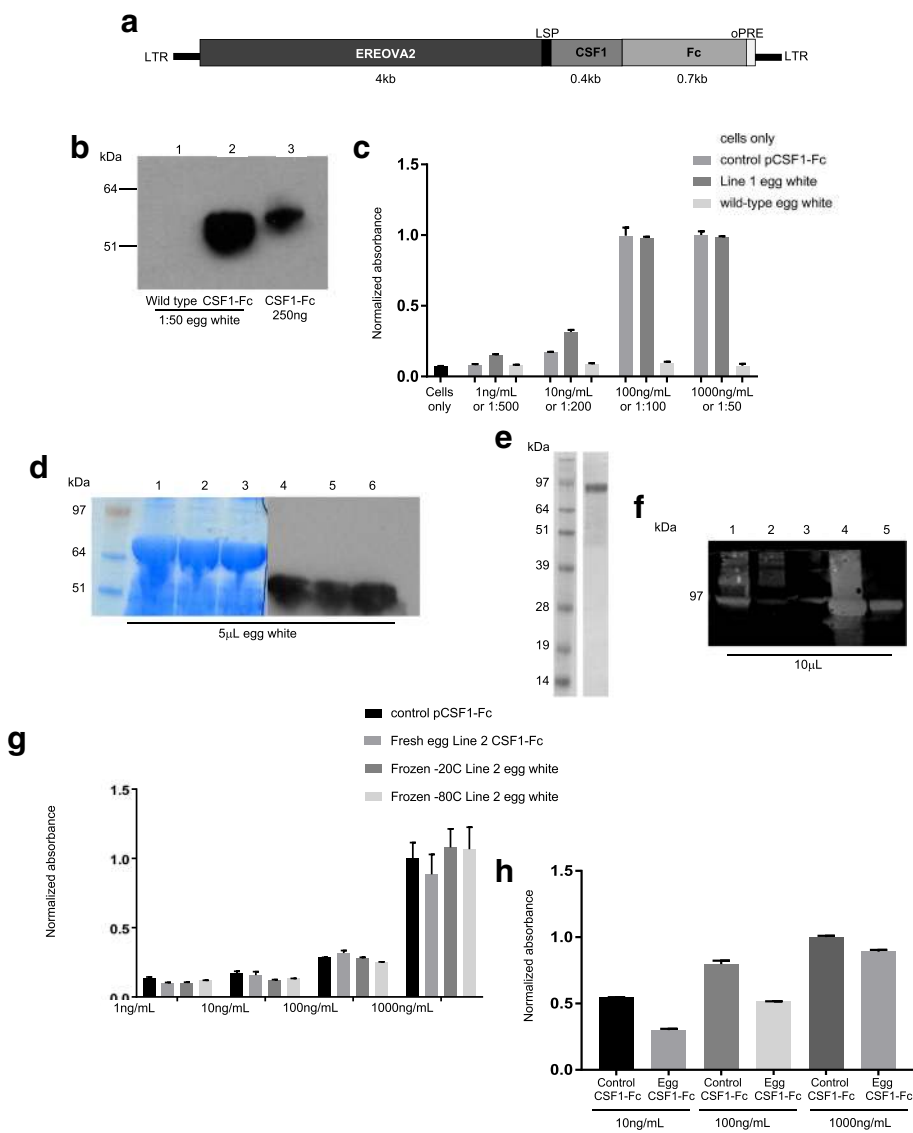 a
LSP
oPRE
LTR
EREOVA2
CSF1
Fc
LTR
4kb
0.4kb
0.7kb
b
kDa
1
2
3
64
51
Wild type
CSF1-Fc
CSF1-Fc
1:50 egg white
250ng
c
cells only
control pCSF1-Fc
Line 1 egg white
wild-type egg white
Normalized absorbance
1.5
1.0
0.5
0.0
Cells only
1ng/mL or 1:500
10ng/mL or 1:200
100ng/mL or 1:100
1000ng/mL or 1:50
d
kDa
1
2
3
4
5
6
97
64
51
5μL egg white
e
kDa
97
64
51
39
28
19
14
f
kDa
1
2
3
4
5
97
10μL
g
control pCSF1-Fc
Fresh egg Line 2 CSF1-Fc
Frozen -20C Line 2 egg white
Frozen -80C Line 2 egg white
Normalized absorbance
1.5
1.0
0.5
0.0
1ng/mL
10ng/mL
100ng/mL
1000ng/mL
h
Normalized absorbance
1.5
1.0
0.5
0.0
Control CSF1-Fc
Egg CSF1-Fc
Control CSF1-Fc
Egg CSF1-Fc
Control CSF1-Fc
Egg CSF1-Fc
10ng/mL
100ng/mL
1000ng/mL